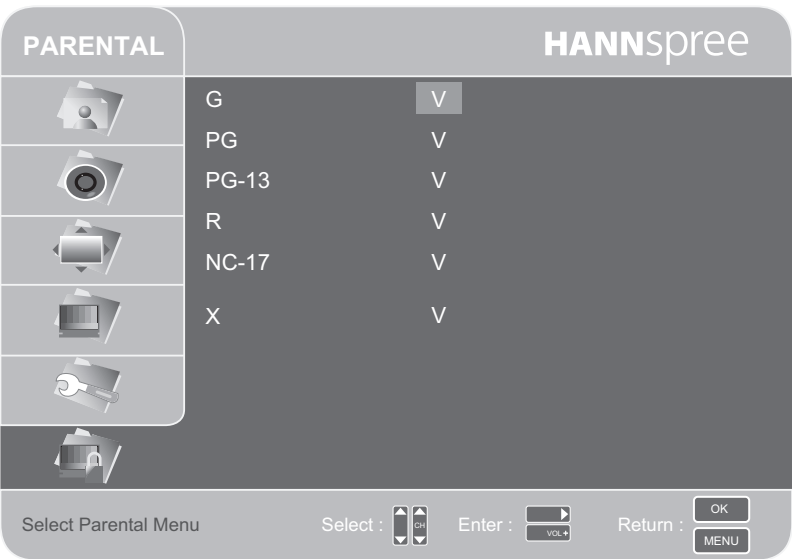 PARENTAL
HANNspree
G V
PG V
PG-13 V
R V
NC-17 V
X V
Select Parental Menu Select : CH Enter : VOL+ Return : OK MENU